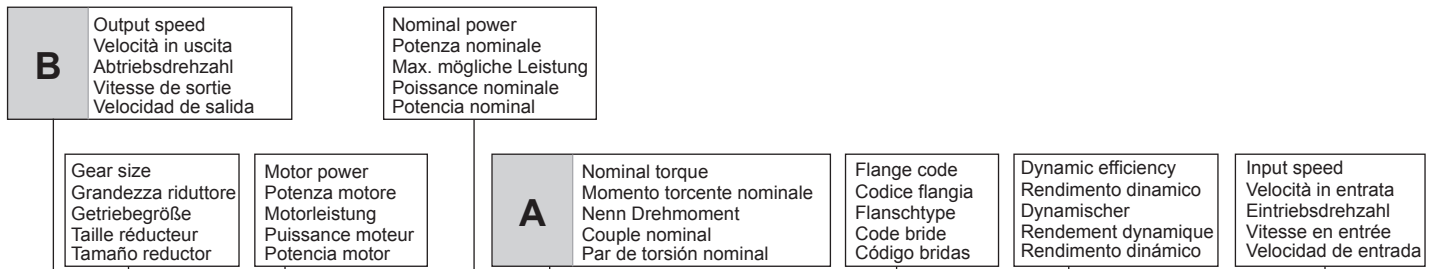 B
Output speed
Velocità in uscita
Abtriebsdrehzahl
Vitesse de sortie
Velocidad de salida
Nominal power
Potenza nominale
Max. mögliche Leistung
Poissance nominale
Potencia nominal
Gear size
Grandezza riduttore
Getriebegröße
Taille réducteur
Tamaño reductor
Motor power
Potenza motore
Motorleistung
Puissance moteur
Potencia motor
A
Nominal torque
Momento torcente nominale
Nenn Drehmoment
Couple nominal
Par de torsión nominal
Flange code
Codice flangia
Flanschtype
Code bride
Código bridas
Dynamic efficiency
Rendimento dinamico
Dynamischer
Rendement dynamique
Rendimento dinámico
Input speed
Velocità in entrata
Eintriebsdrehzahl
Vitesse en entrée
Velocidad de entrada